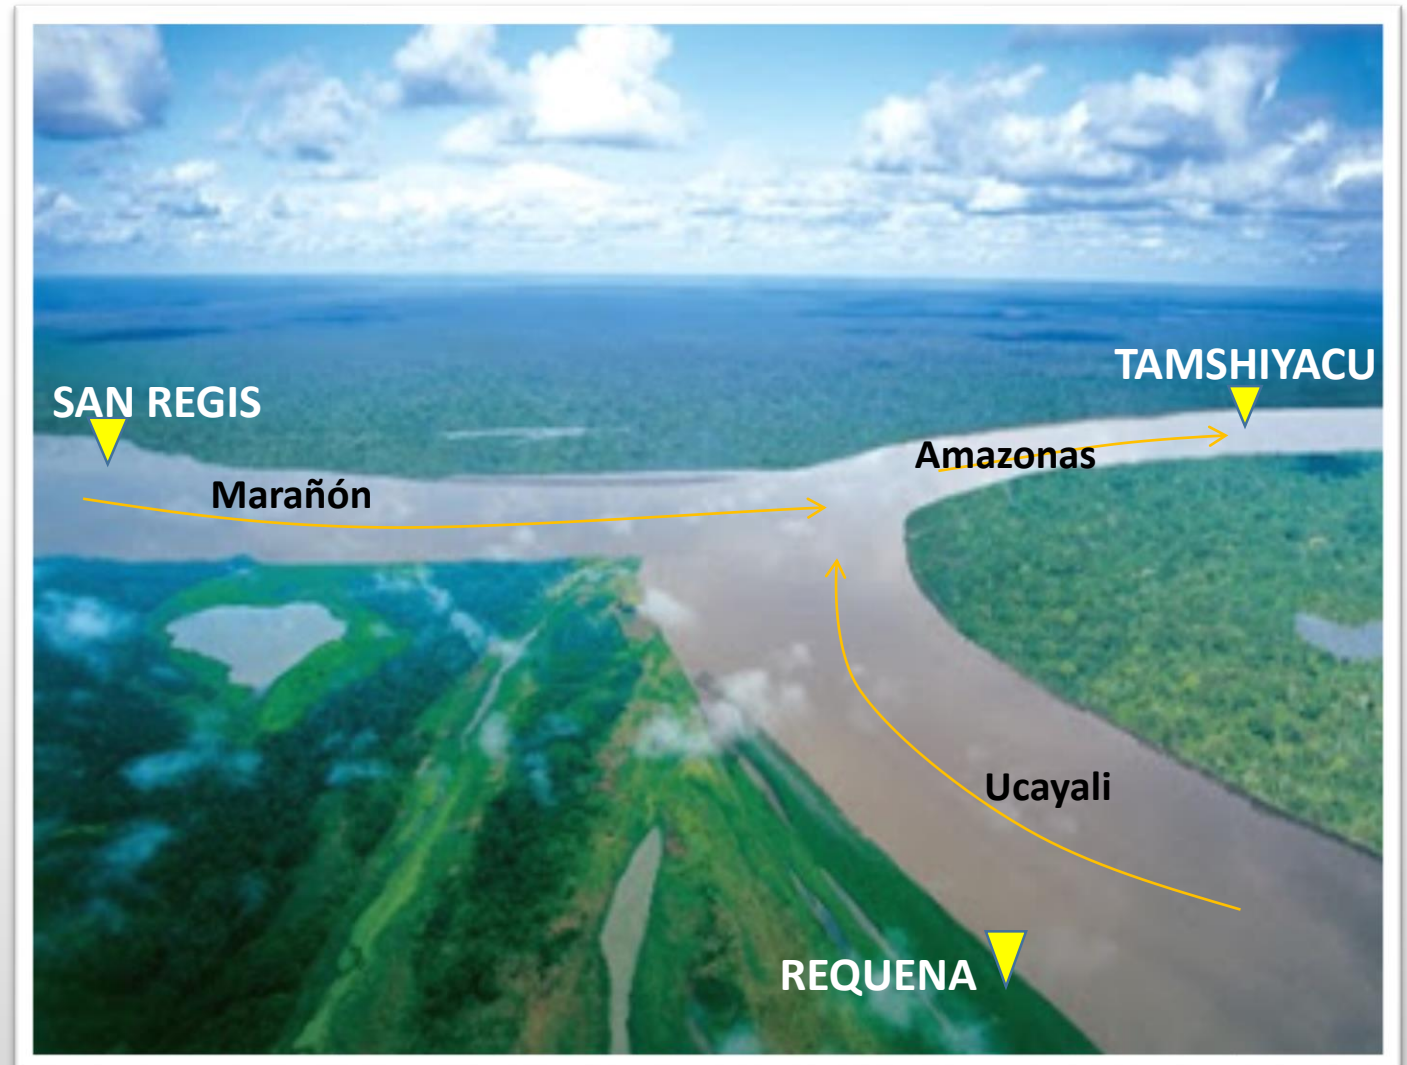 TAMSHIYACU
SAN REGIS
Amazonas
Marañón
Ucayali
REQUENA